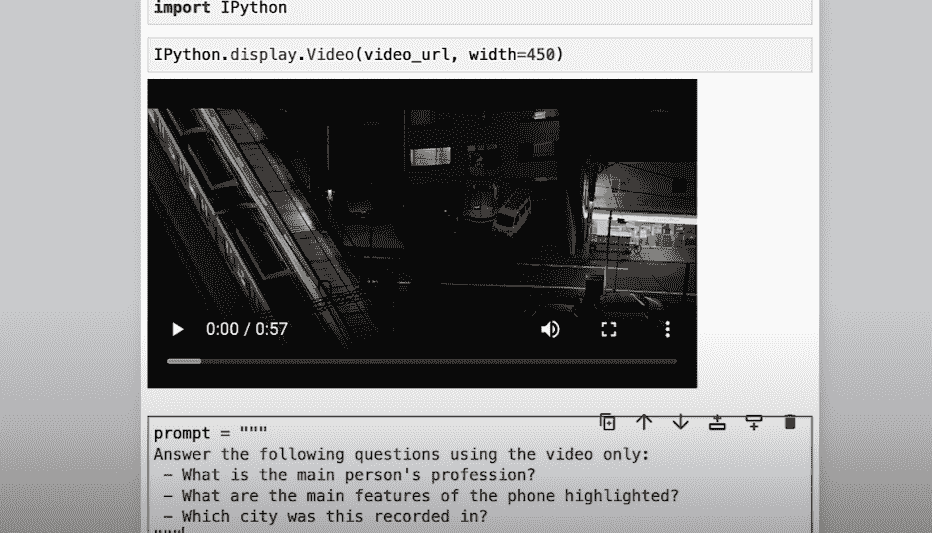 import IPython
IPython.display.Video(video_url, width=450)
0:00 / 0:57
prompt = """
Answer the following questions using the video only:
– What is the main person's profession?
– What are the main features of the phone highlighted?
– Which city was this recorded in?
"""